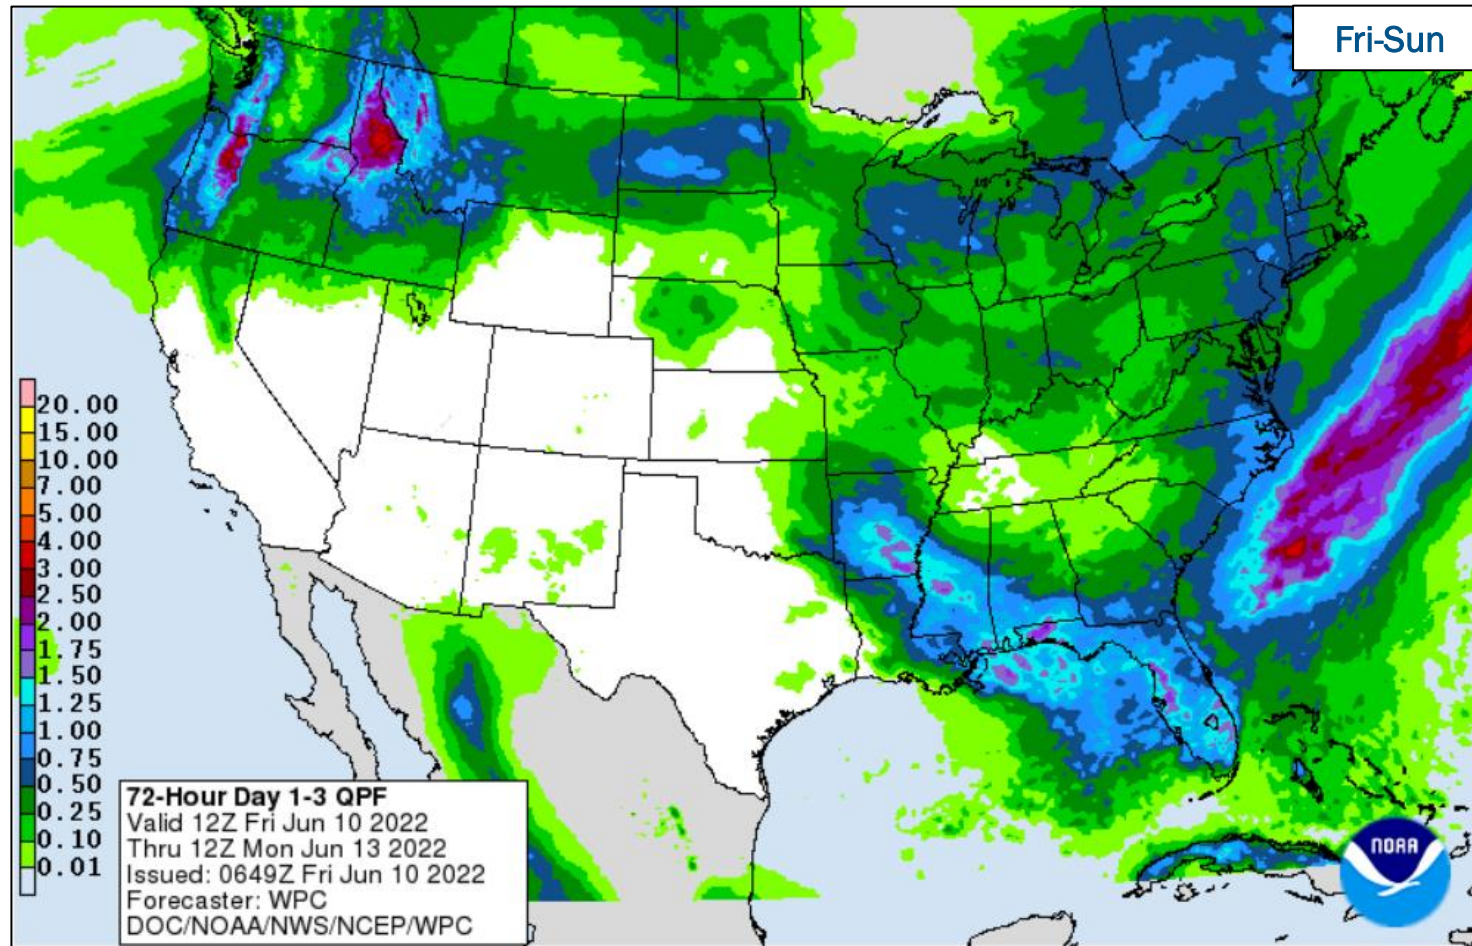 Fri-Sun
20.00
15.00
10.00
7.00
5.00
4.00
3.00
2.50
2.00
1.75
1.50
1.25
1.00
0.75
0.50
0.25
0.10
0.01
72-Hour Day 1-3 QPF
Valid 12Z Fri Jun 10 2022
Thru 12Z Mon Jun 13 2022
Issued: 0649Z Fri Jun 10 2022
Forecaster: WPC
DOC/NOAA/NWS/NCEP/WPC
NOAA